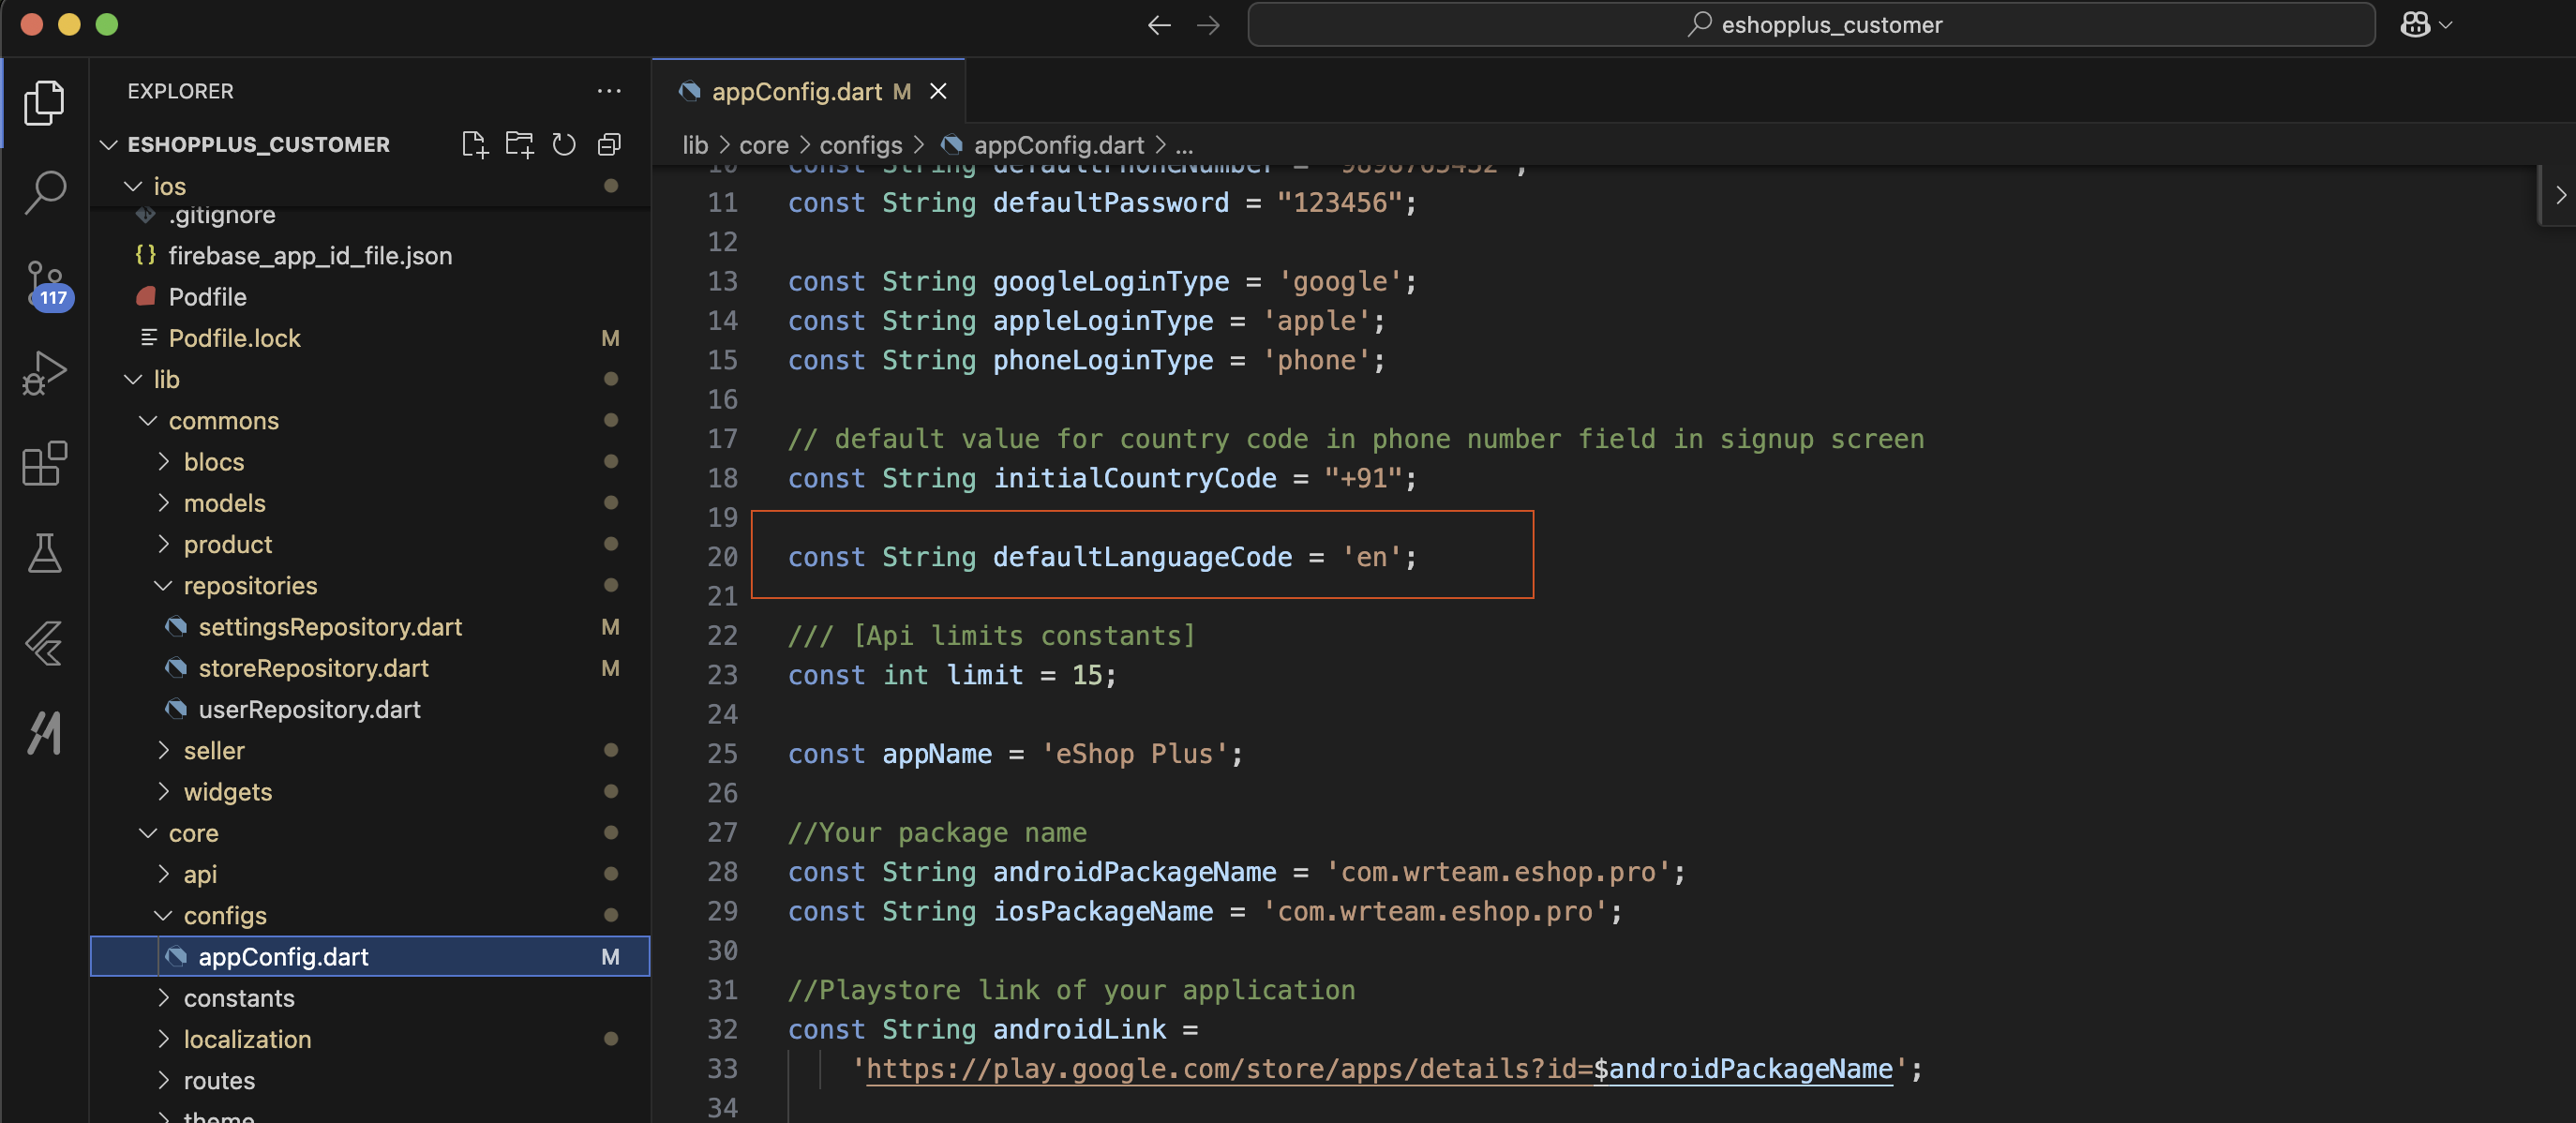 eshopplus_customer
EXPLORER
ESHOPPLUS_CUSTOMER
ios
.gitignore
firebase_app_id_file.json
Podfile
Podfile.lock M
lib
commons
blocs
models
product
repositories
settingsRepository.dart M
storeRepository.dart M
userRepository.dart
seller
widgets
core
api
configs
appConfig.dart M
constants
localization
routes
theme
117
appConfig.dart M
lib > core > configs > appConfig.dart > ...
10 const String defaultPhoneNumber = "9898765432";
11 const String defaultPassword = "123456";
12
13 const String googleLoginType = 'google';
14 const String appleLoginType = 'apple';
15 const String phoneLoginType = 'phone';
16
17 // default value for country code in phone number field in signup screen
18 const String initialCountryCode = "+91";
19
20 const String defaultLanguageCode = 'en';
21
22 /// [Api limits constants]
23 const int limit = 15;
24
25 const appName = 'eShop Plus';
26
27 //Your package name
28 const String androidPackageName = 'com.wrteam.eshop.pro';
29 const String iosPackageName = 'com.wrteam.eshop.pro';
30
31 //Playstore link of your application
32 const String androidLink =
33 'https://play.google.com/store/apps/details?id=$androidPackageName';
34